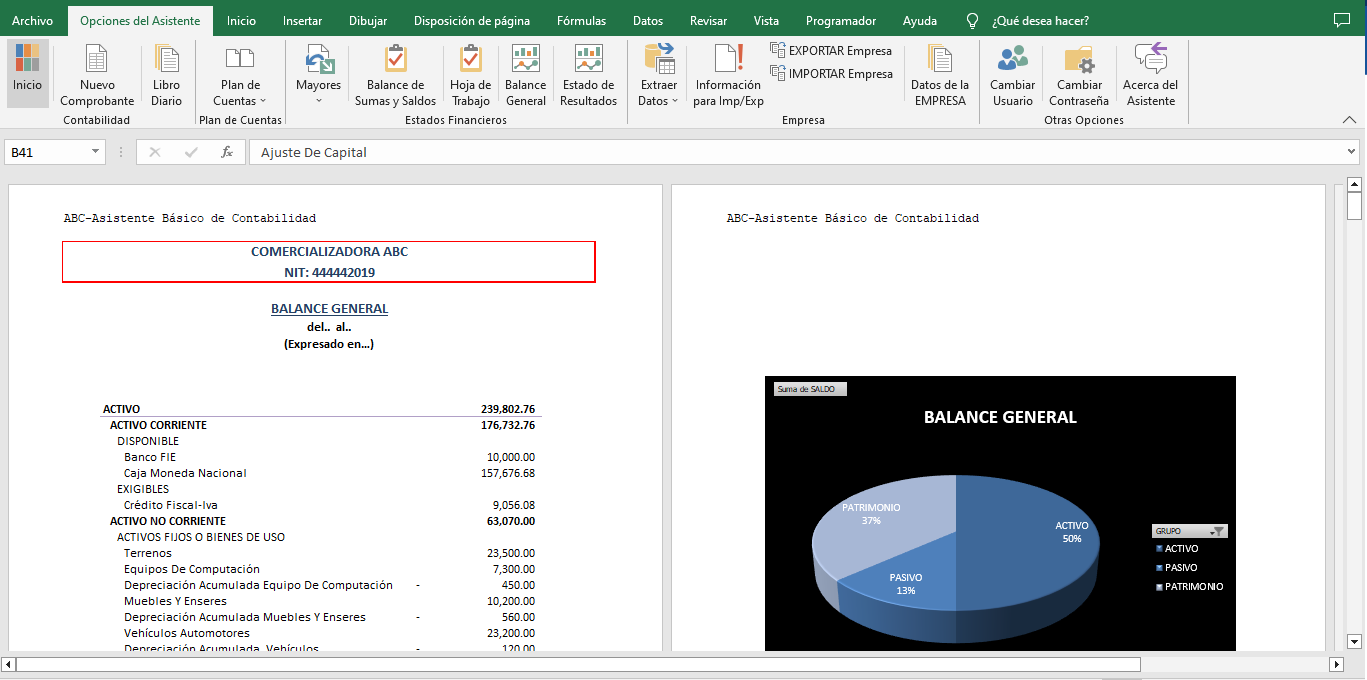 Archivo
Opciones del Asistente
Inicio
Insertar
Dibujar
Disposición de página
Fórmulas
Datos
Revisar
Vista
Programador
Ayuda
¿Qué desea hacer?
Inicio
Nuevo
Comprobante
Libro
Diario
Contabilidad
Plan de
Cuentas
Plan de Cuentas
Mayores
Balance de
Sumas y Saldos
Hoja de
Trabajo
Balance
General
Estado de
Resultados
Estados Financieros
Extraer
Datos
Información
para Imp/Exp
EXPORTAR Empresa
IMPORTAR Empresa
Datos de la
EMPRESA
Empresa
Cambiar
Usuario
Cambiar
Contraseña
Acerca del
Asistente
Otras Opciones
B41
fx
Ajuste De Capital
ABC-Asistente Básico de Contabilidad
COMERCIALIZADORA ABC
NIT: 444442019
BALANCE GENERAL
del.. al..
(Expresado en...)
ACTIVO 239,802.76
ACTIVO CORRIENTE 176,732.76
DISPONIBLE
Banco FIE 10,000.00
Caja Moneda Nacional 157,676.68
EXIGIBLES
Crédito Fiscal-Iva 9,056.08
ACTIVO NO CORRIENTE 63,070.00
ACTIVOS FIJOS O BIENES DE USO
Terrenos 23,500.00
Equipos De Computación 7,300.00
Depreciación Acumulada Equipo De Computación - 450.00
Muebles Y Enseres 10,200.00
Depreciación Acumulada Muebles Y Enseres - 560.00
Vehículos Automotores 23,200.00
Depreciación Acumulada Vehículos - 120.00
ABC-Asistente Básico de Contabilidad
Suma de SALDO
BALANCE GENERAL
PATRIMONIO
37%
ACTIVO
50%
PASIVO
13%
GRUPO
ACTIVO
PASIVO
PATRIMONIO